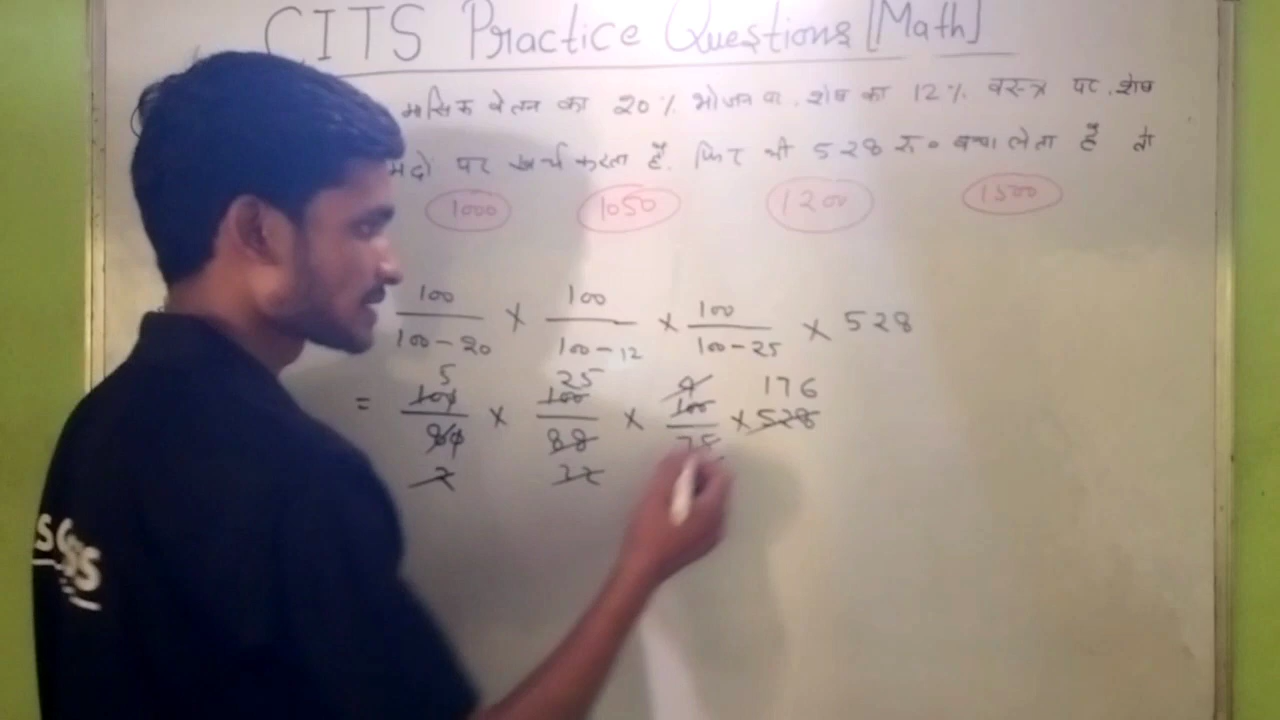 CITS Practice Questions [Math]
मासिक वेतन का 20% भोजन पर, शेष का 12% वस्त्र पर, शेष
मदो पर खर्च करता हैं. फिर भी 528 रु० बचा लेता हैं तो
1000 1050 1200 1500
100 100 100
100-20 × 100-12 × 100-25 × 528
5 25 4 176
= 100 × 100 × 100 × 528
80 88 75
22